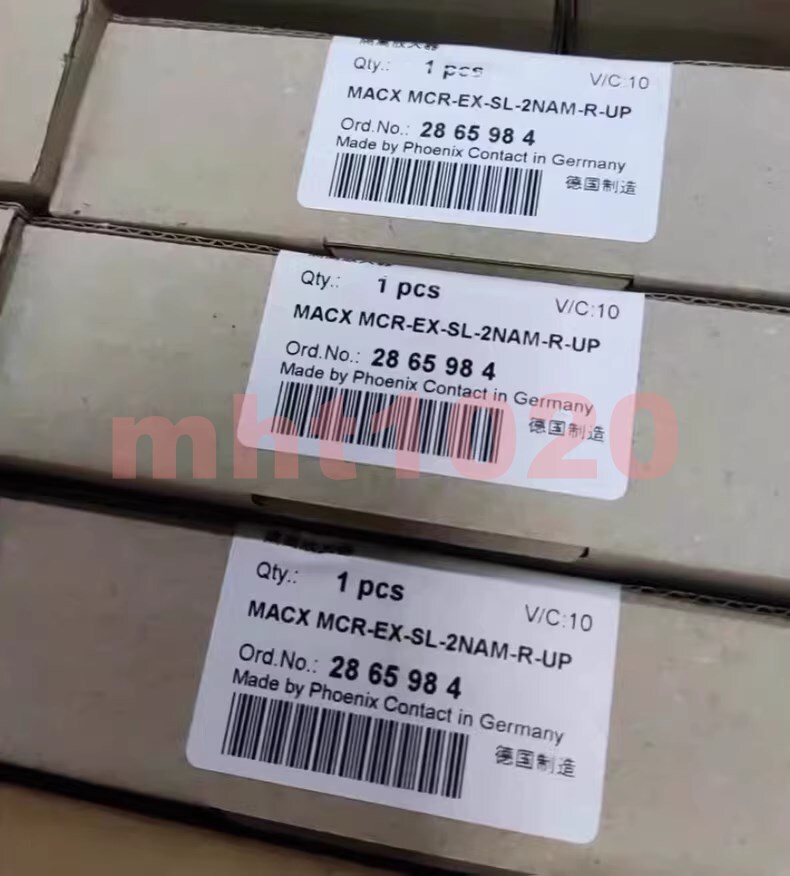 Qty.: 1 pcs V/C:10
MACX MCR-EX-SL-2NAM-R-UP
Ord.No.: 28 65 98 4
Made by Phoenix Contact in Germany
德国制造
Qty.: 1 pcs V/C:10
MACX MCR-EX-SL-2NAM-R-UP
Ord.No.: 28 65 98 4
Made by Phoenix Contact in Germany
德国制造
mht1020
Qty.: 1 pcs V/C:10
MACX MCR-EX-SL-2NAM-R-UP
Ord.No.: 28 65 98 4
Made by Phoenix Contact in Germany
德国制造